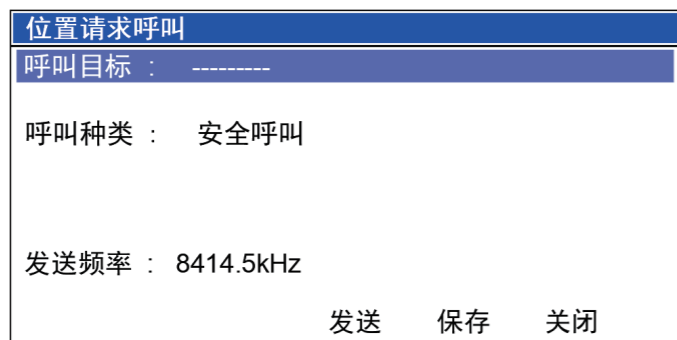 位置请求呼叫
呼叫目标 : ---------
呼叫种类 : 安全呼叫
发送频率 : 8414.5kHz
发送 保存 关闭